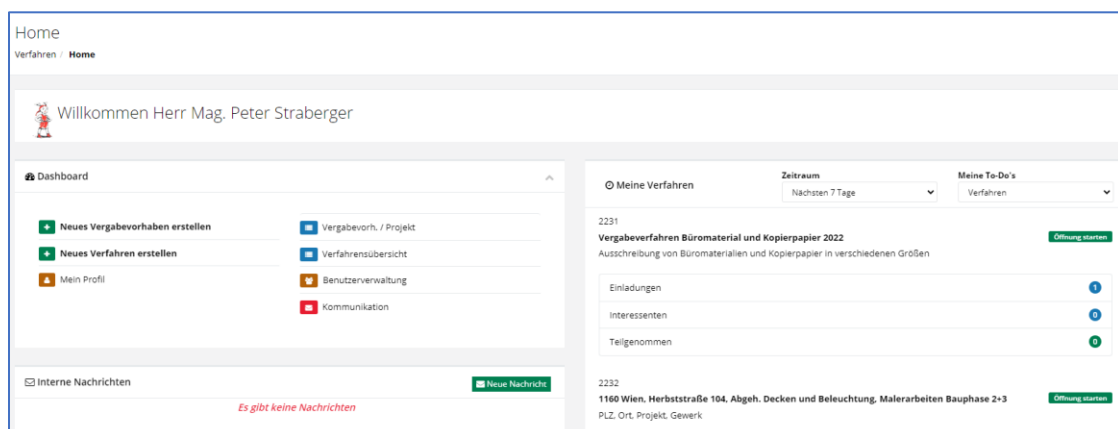 Home
Verfahren / Home
Willkommen Herr Mag. Peter Straberger
Dashboard
Neues Vergabevorhaben erstellen
Neues Verfahren erstellen
Mein Profil
Vergabevorh. / Projekt
Verfahrensübersicht
Benutzerverwaltung
Kommunikation
Interne Nachrichten
Neue Nachricht
Es gibt keine Nachrichten
Meine Verfahren
Zeitraum
Nächsten 7 Tage
Meine To-Do's
Verfahren
2231
Vergabeverfahren Büromaterial und Kopierpapier 2022
Öffnung starten
Ausschreibung von Büromaterialien und Kopierpapier in verschiedenen Größen
Einladungen 1
Interessenten 0
Teilgenommen 0
2232
1160 Wien, Herbststraße 104, Abgeh. Decken und Beleuchtung, Malerarbeiten Bauphase 2+3
Öffnung starten
PLZ, Ort, Projekt, Gewerk